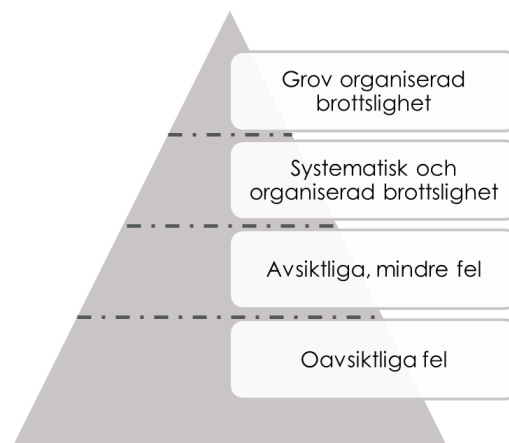 Grov organiserad
brottslighet
Systematisk och
organiserad brottslighet
Avsiktliga, mindre fel
Oavsiktliga fel